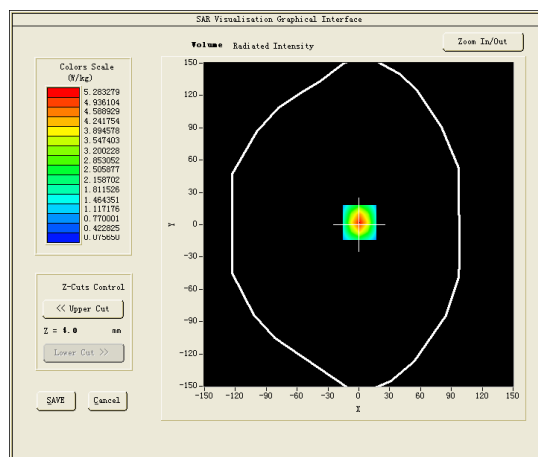 SAR Visualisation Graphical Interface
Volume Radiated Intensity
Zoom In/Out
Colors Scale
(W/kg)
5.283279
4.936104
4.588929
4.241754
3.894578
3.547403
3.200228
2.853052
2.505877
2.158702
1.811526
1.464351
1.117176
0.770001
0.422825
0.075650
150
120
90
60
30
0
-30
-60
-90
-120
-150
Y
-150 -120 -90 -60 -30 0 30 60 90 120 150
X
Z-Cuts Control
<< Upper Cut
Z = 4.0 mm
Lower Cut >>
SAVE
Cancel